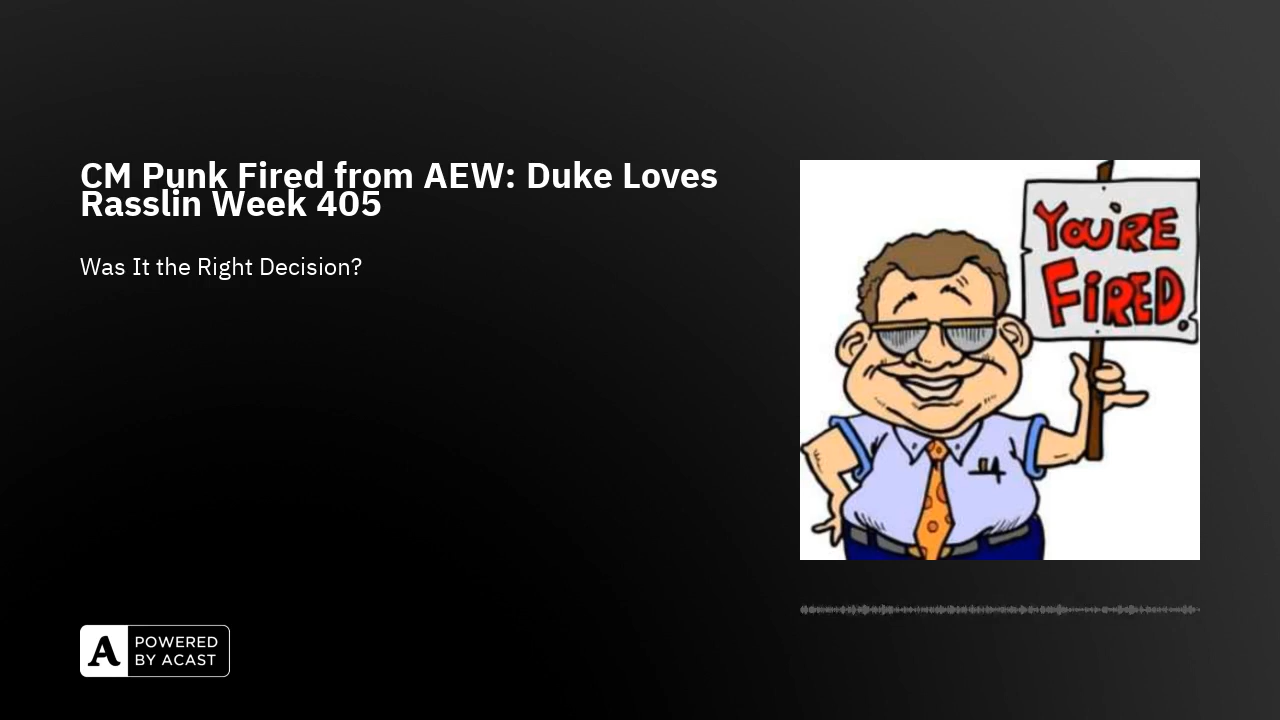 CM Punk Fired from AEW: Duke Loves
Rasslin Week 405
Was It the Right Decision?
YOU'RE
FIRED.
A POWERED
BY ACAST